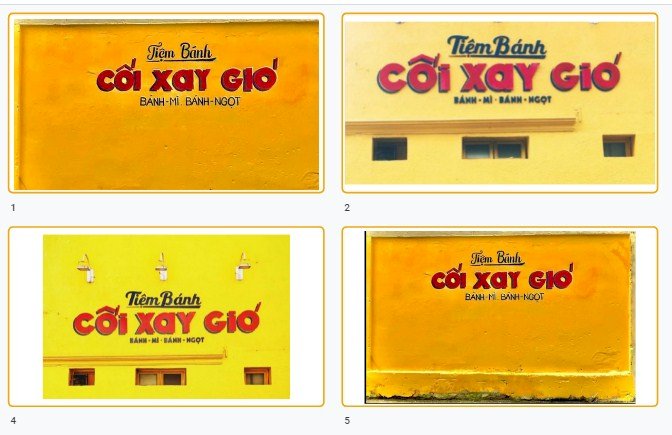 Tiệm Bánh
CỐI XAY GIÓ
BÁNH-MÌ. BÁNH-NGỌT
1
Tiệm Bánh
CỐI XAY GIÓ
BÁNH • MÌ • BÁNH • NGỌT
2
Tiệm Bánh
CỐI XAY GIÓ
BÁNH • MÌ • BÁNH • NGỌT
4
Tiệm Bánh
CỐI XAY GIÓ
BÁNH-MÌ. BÁNH-NGỌT
5